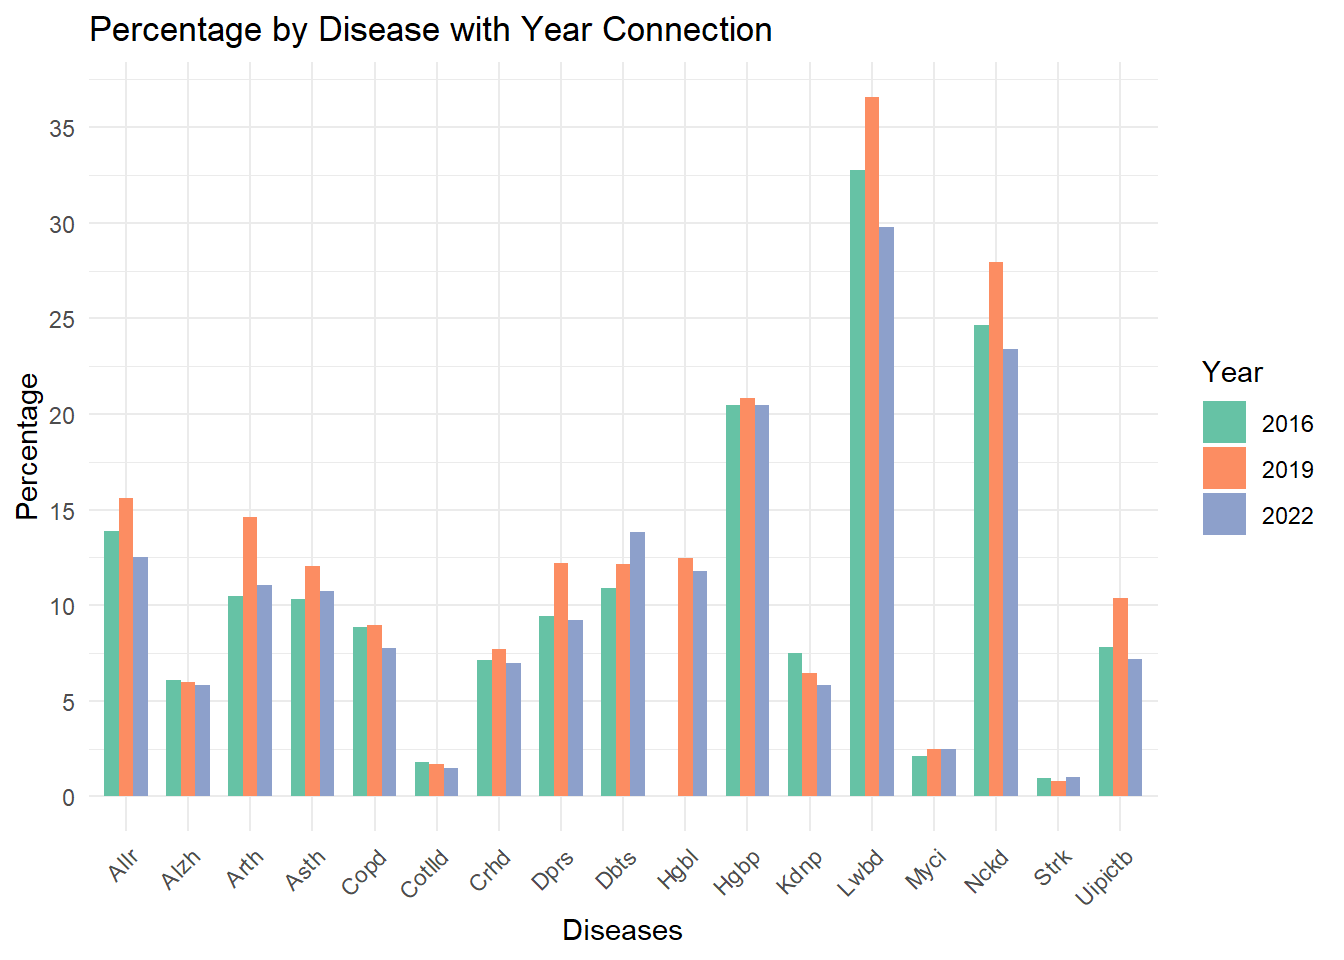 Percentage by Disease with Year Connection
Percentage
35
30
25
20
15
10
5
0
Allr
Alzh
Arth
Asth
Copd
Cotlld
Crhd
Dprs
Dbts
Hgbl
Hgbp
Kdnp
Lwbd
Myci
Nckd
Strk
Uipictb
Diseases
Year
2016
2019
2022